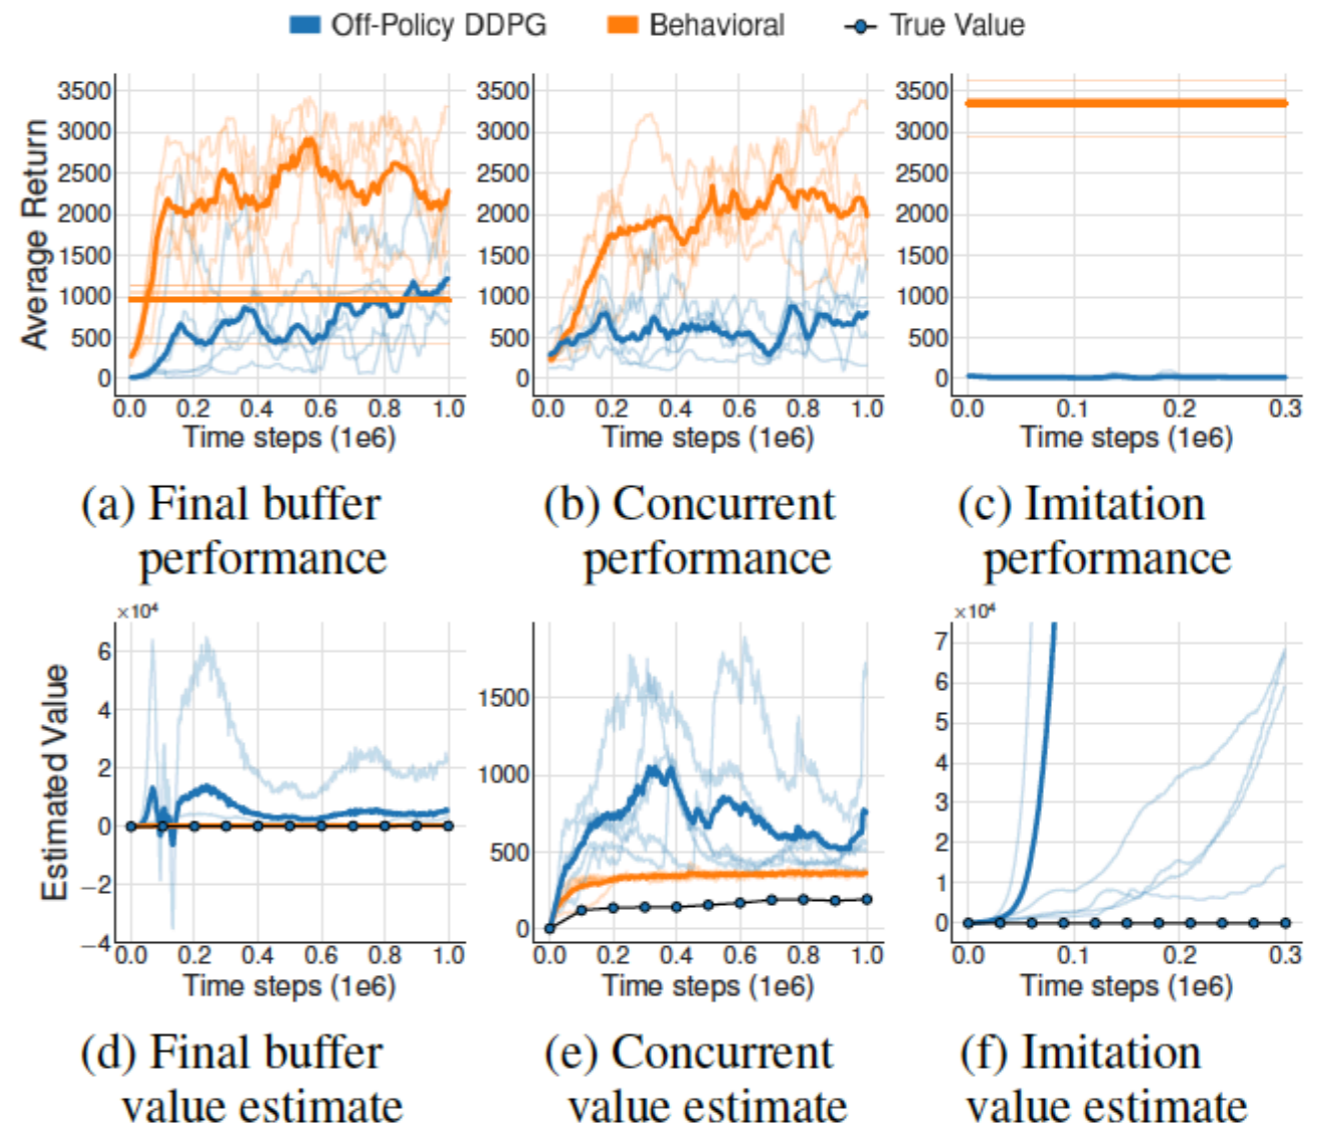 Off-Policy DDPG Behavioral True Value
Average Return
3500
3000
2500
2000
1500
1000
500
0
0.0 0.2 0.4 0.6 0.8 1.0
Time steps (1e6)
3500
3000
2500
2000
1500
1000
500
0
0.0 0.2 0.4 0.6 0.8 1.0
Time steps (1e6)
3500
3000
2500
2000
1500
1000
500
0
0.0 0.1 0.2 0.3
Time steps (1e6)
(a) Final buffer
performance
(b) Concurrent
performance
(c) Imitation
performance
Estimated Value
×10⁴
6
4
2
0
−2
−4
0.0 0.2 0.4 0.6 0.8 1.0
Time steps (1e6)
1500
1000
500
0
0.0 0.2 0.4 0.6 0.8 1.0
Time steps (1e6)
×10⁴
7
6
5
4
3
2
1
0
0.0 0.1 0.2 0.3
Time steps (1e6)
(d) Final buffer
value estimate
(e) Concurrent
value estimate
(f) Imitation
value estimate